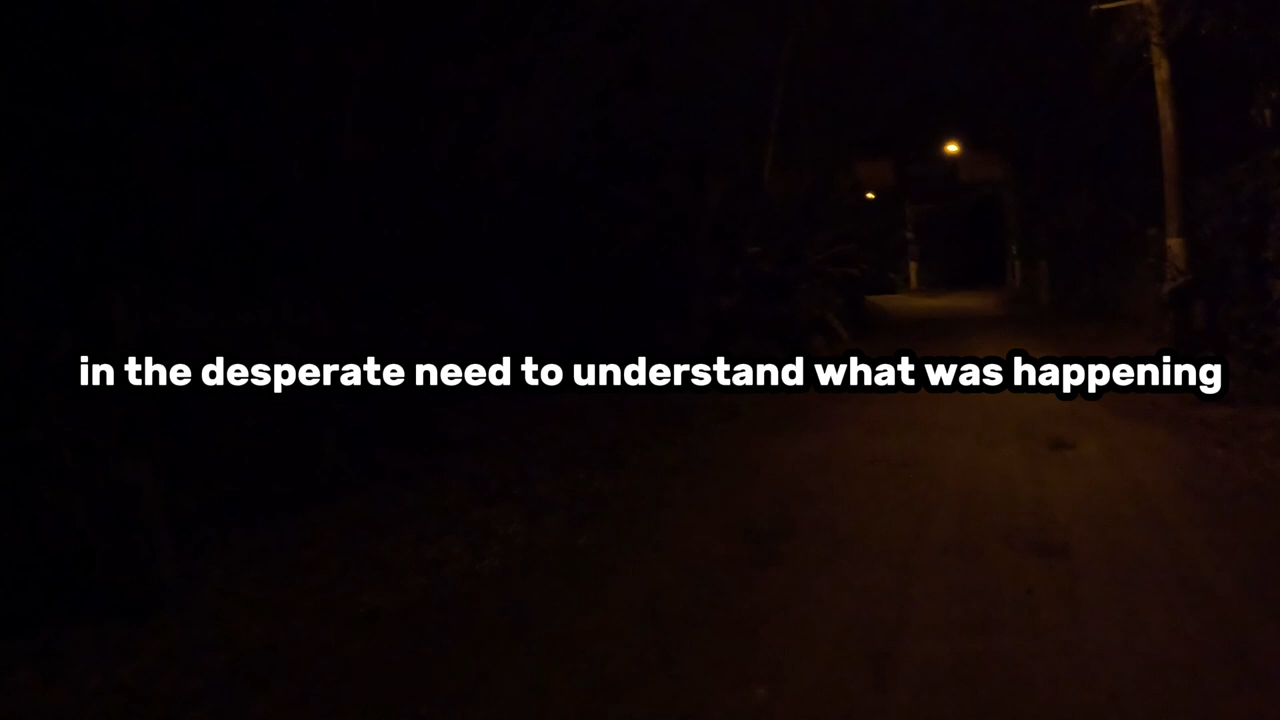 in the desperate need to understand what was happening